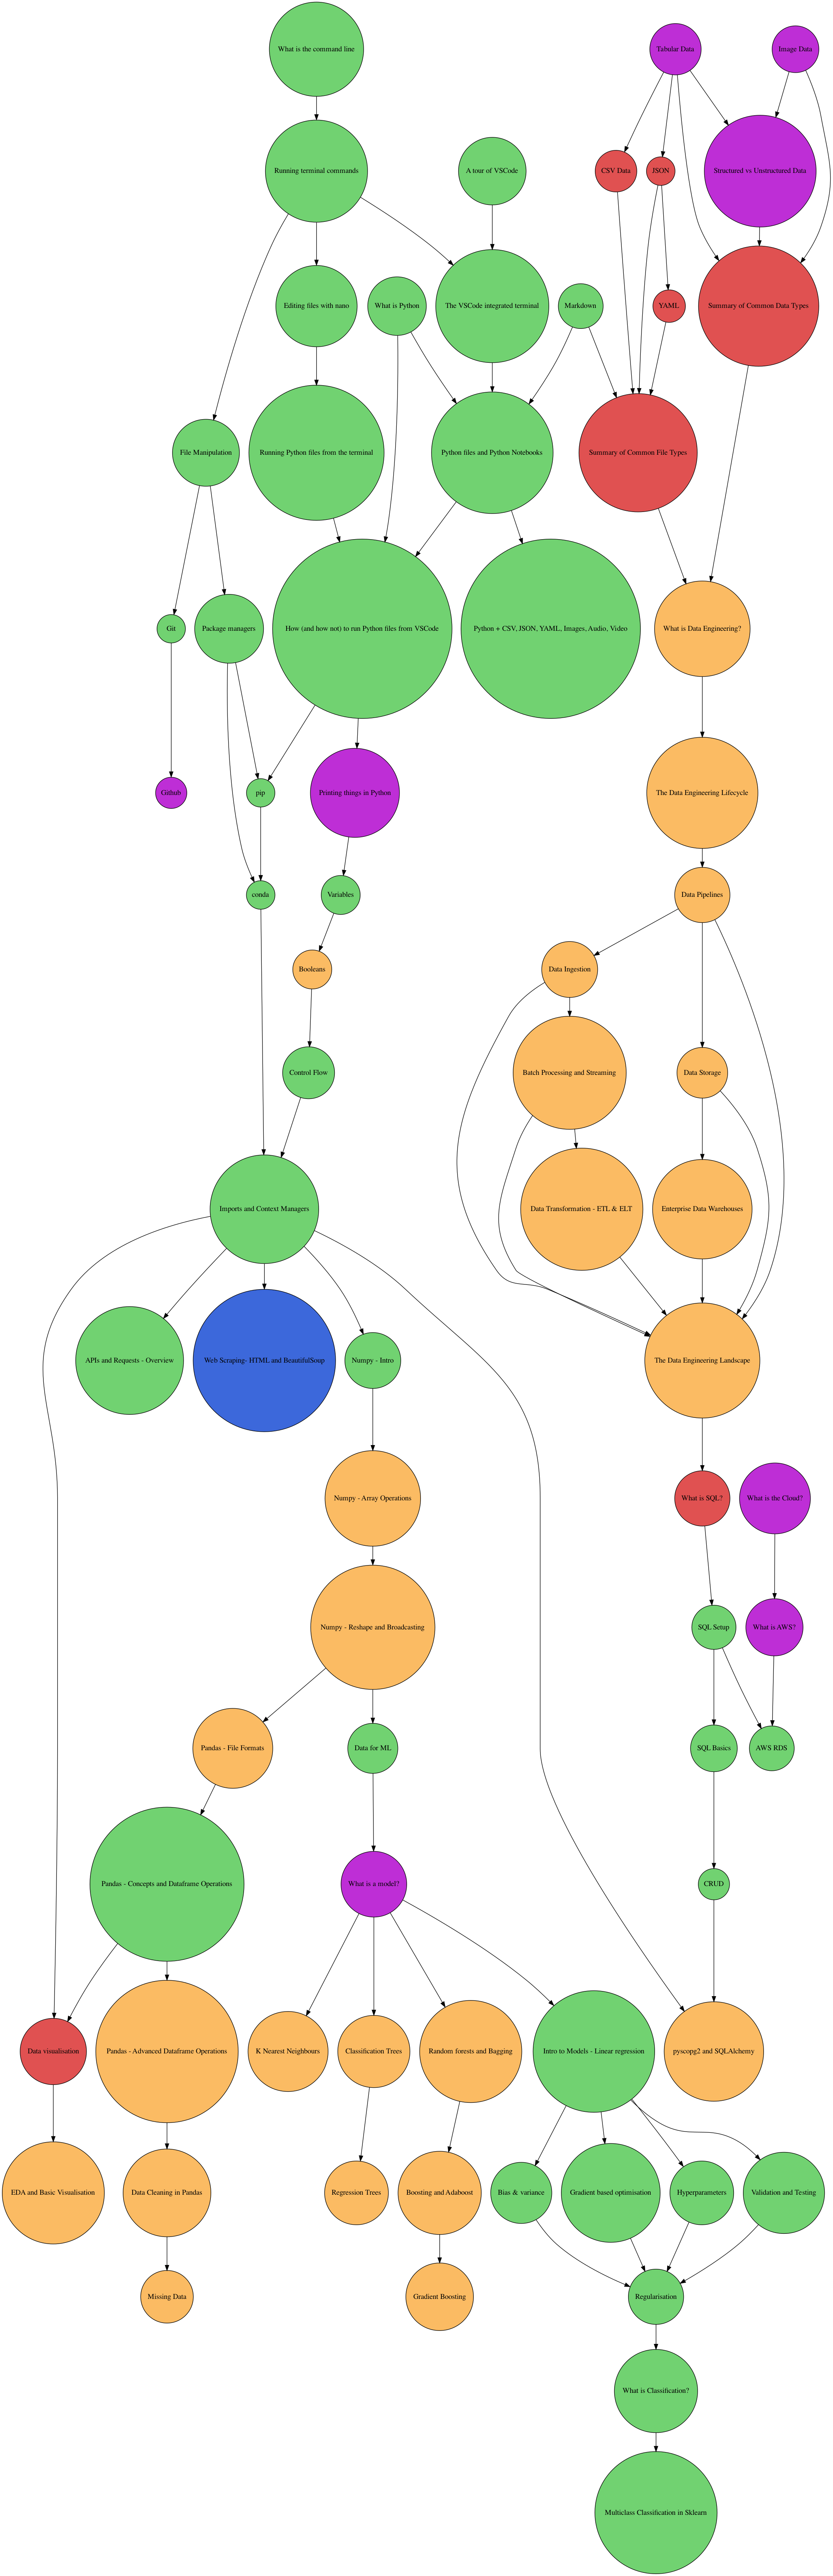 What is the command line
Tabular Data
Image Data
Running terminal commands
A tour of VSCode
CSV Data
JSON
Structured vs Unstructured Data
Editing files with nano
What is Python
The VSCode integrated terminal
Markdown
YAML
Summary of Common Data Types
File Manipulation
Running Python files from the terminal
Python files and Python Notebooks
Summary of Common File Types
Git
Package managers
How (and how not) to run Python files from VSCode
Python + CSV, JSON, YAML, Images, Audio, Video
What is Data Engineering?
Github
pip
Printing things in Python
The Data Engineering Lifecycle
conda
Variables
Data Pipelines
Booleans
Data Ingestion
Control Flow
Batch Processing and Streaming
Data Storage
Imports and Context Managers
Data Transformation - ETL & ELT
Enterprise Data Warehouses
APIs and Requests - Overview
Web Scraping- HTML and BeautifulSoup
Numpy - Intro
The Data Engineering Landscape
Numpy - Array Operations
What is SQL?
What is the Cloud?
Numpy - Reshape and Broadcasting
SQL Setup
What is AWS?
Pandas - File Formats
Data for ML
SQL Basics
AWS RDS
Pandas - Concepts and Dataframe Operations
What is a model?
CRUD
Data visualisation
Pandas - Advanced Dataframe Operations
K Nearest Neighbours
Classification Trees
Random forests and Bagging
Intro to Models - Linear regression
pyscopg2 and SQLAlchemy
EDA and Basic Visualisation
Data Cleaning in Pandas
Regression Trees
Boosting and Adaboost
Bias & variance
Gradient based optimisation
Hyperparameters
Validation and Testing
Missing Data
Gradient Boosting
Regularisation
What is Classification?
Multiclass Classification in Sklearn